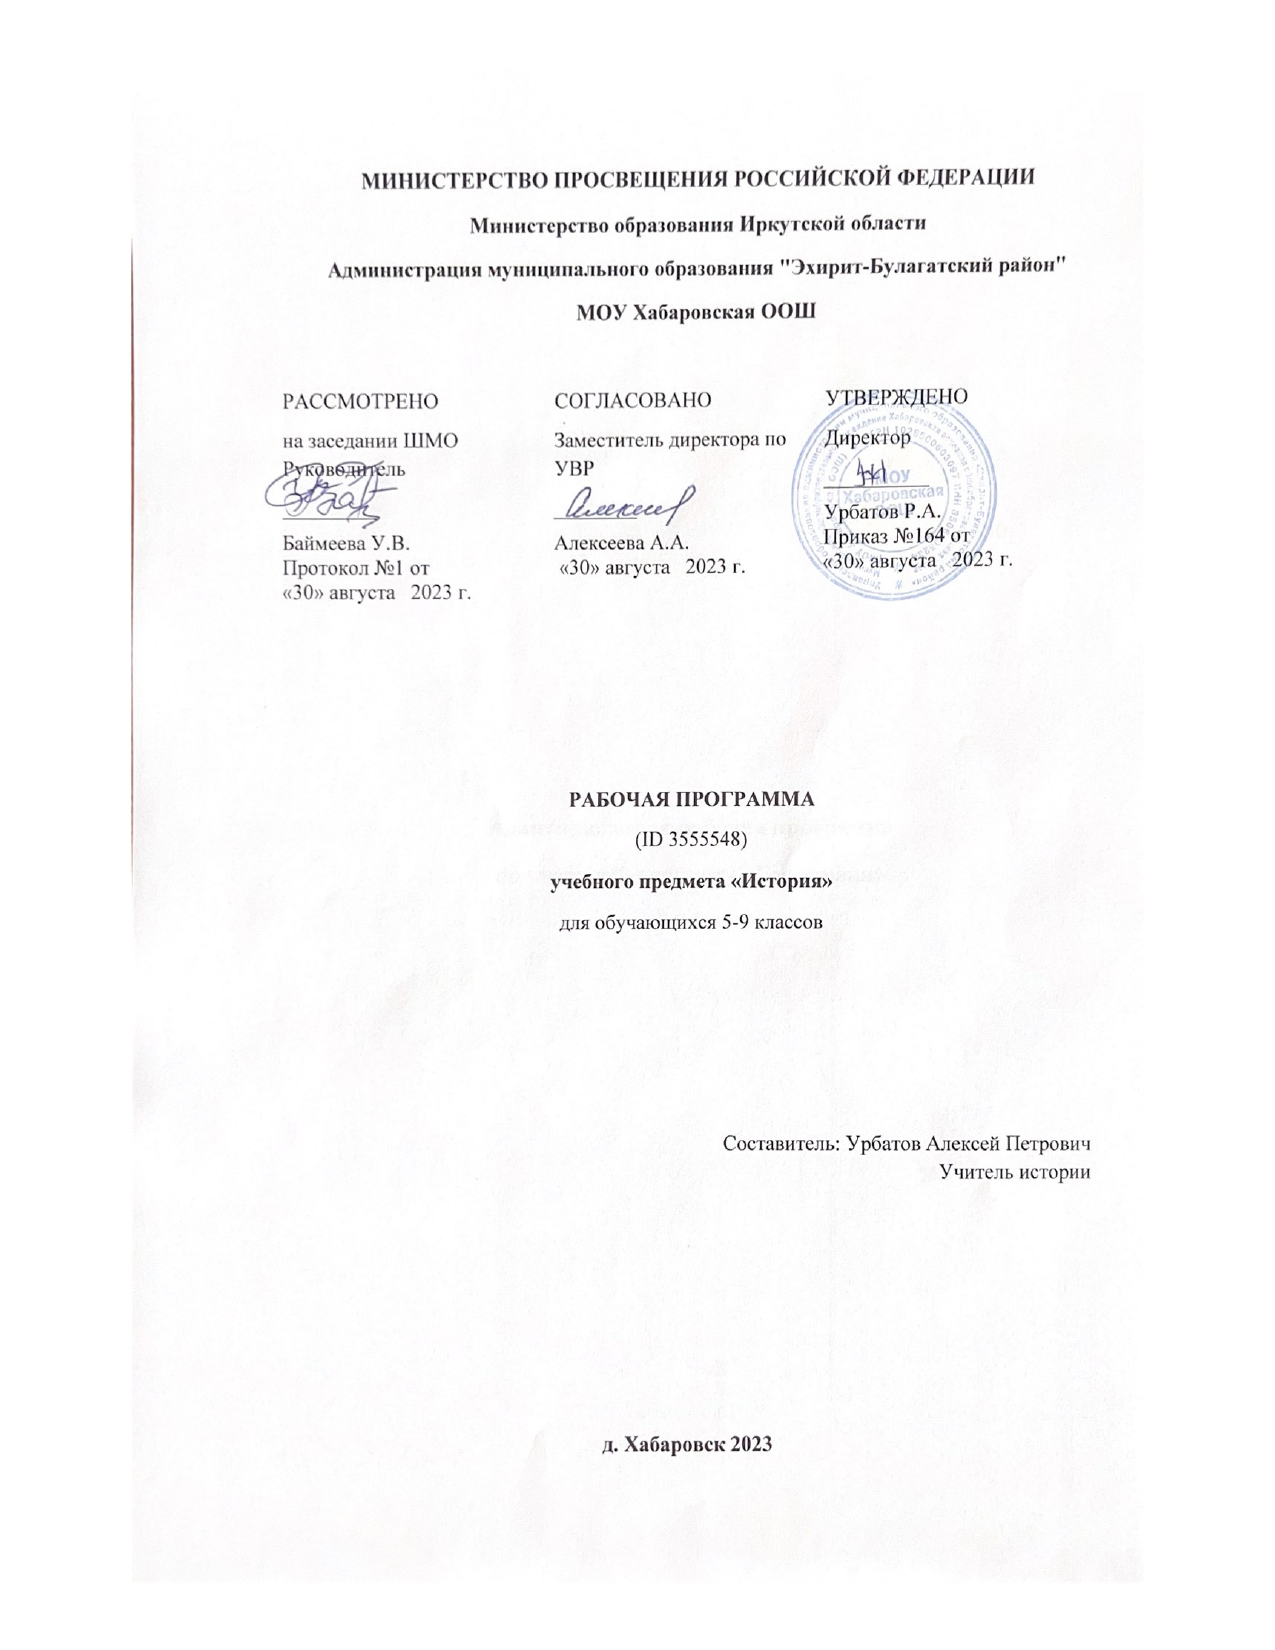 МИНИСТЕРСТВО ПРОСВЕЩЕНИЯ РОССИЙСКОЙ ФЕДЕРАЦИИ
Министерство образования Иркутской области
Администрация муниципального образования "Эхирит-Булагатский район"
МОУ Хабаровская ООШ
РАССМОТРЕНО
на заседании ШМО
Руководитель
Баймеева У.В.
Протокол №1 от
«30» августа 2023 г.
СОГЛАСОВАНО
Заместитель директора по
УВР
Алексеева А.А.
«30» августа 2023 г.
УТВЕРЖДЕНО
Директор
Урбатов Р.А.
Приказ №164 от
«30» августа 2023 г.
МОУ
Хабаровская
РАБОЧАЯ ПРОГРАММА
(ID 3555548)
учебного предмета «История»
для обучающихся 5-9 классов
Составитель: Урбатов Алексей Петрович
Учитель истории
д. Хабаровск 2023